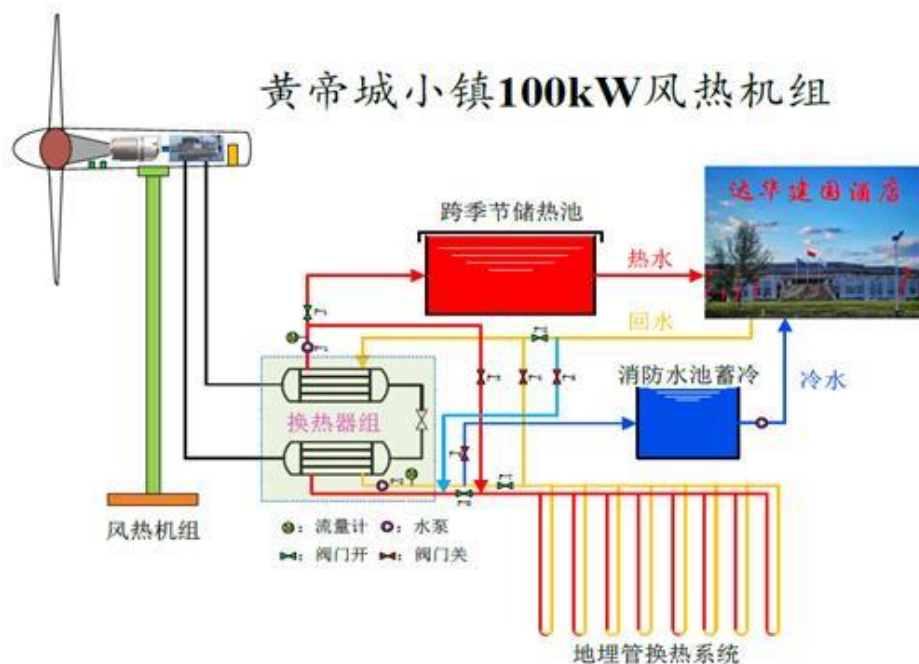 黄帝城小镇100kW风热机组
达华建国酒店
跨季节储热池
热水
回水
消防水池蓄冷
冷水
换热器组
风热机组
：流量计
：水泵
：阀门开
：阀门关
地埋管换热系统